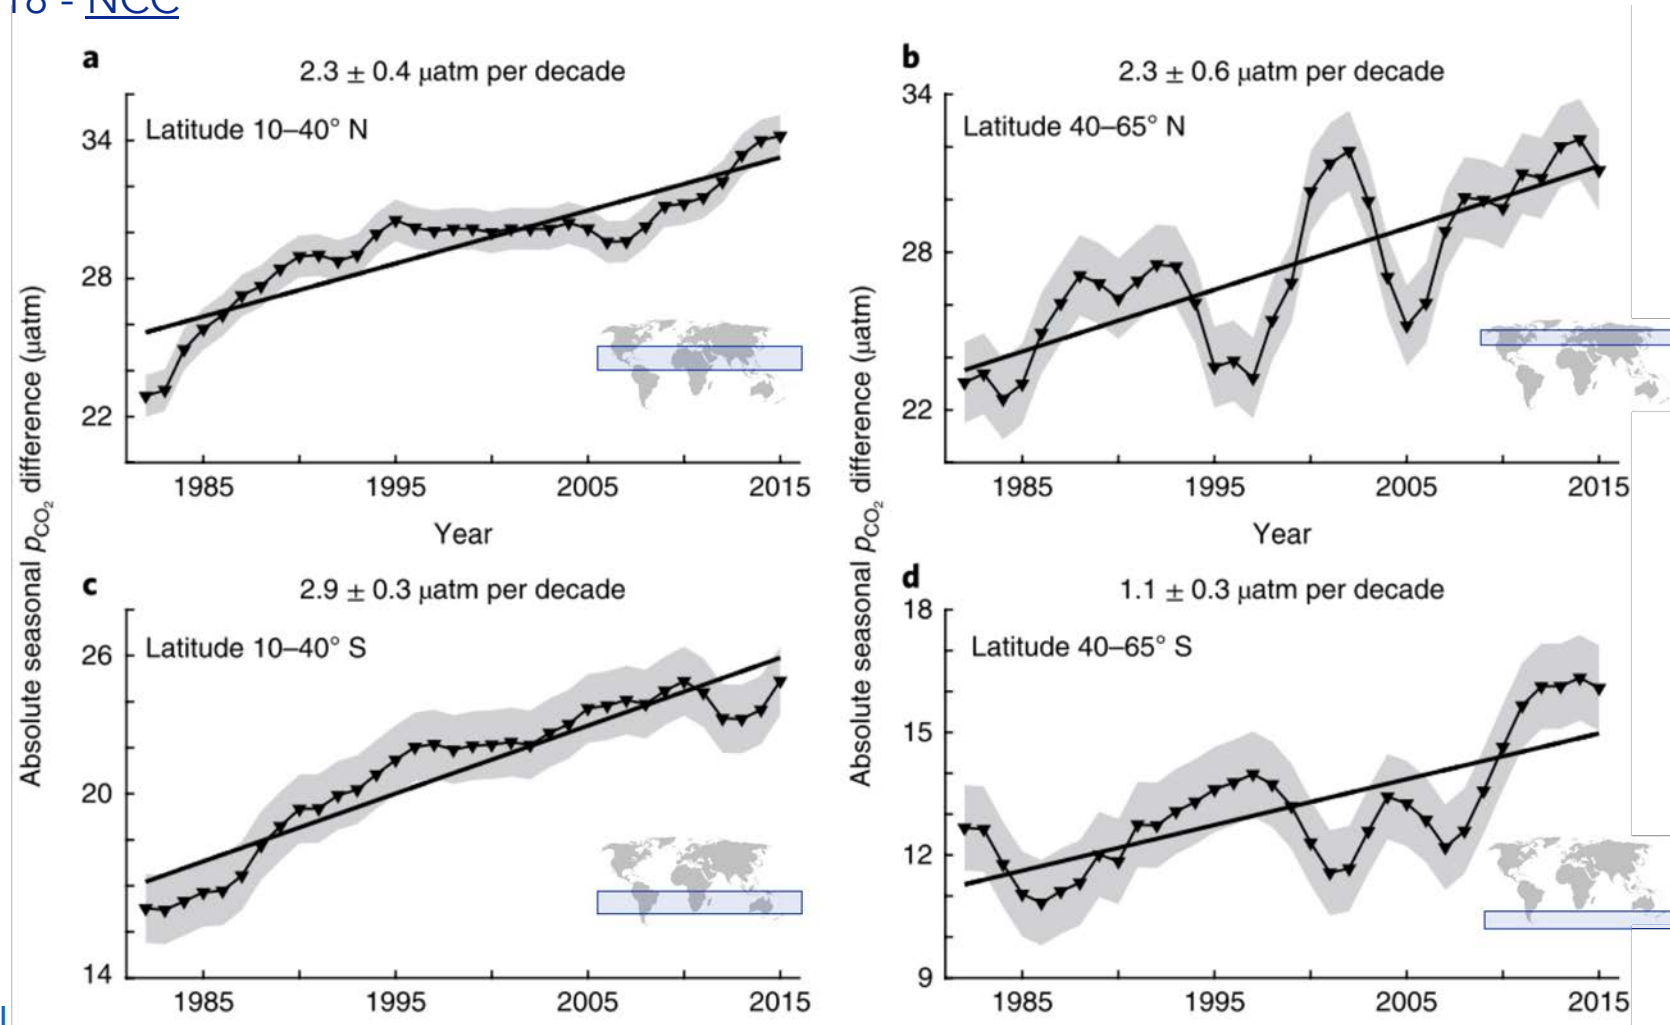 18 - NCC
a
2.3 ± 0.4 µatm per decade
Latitude 10–40° N
34
28
22
1985 1995 2005 2015
Year
b
2.3 ± 0.6 µatm per decade
34
Latitude 40–65° N
28
22
1985 1995 2005 2015
Year
Absolute seasonal pCO2 difference (µatm)
Absolute seasonal pCO2 difference (µatm)
c
2.9 ± 0.3 µatm per decade
Latitude 10–40° S
26
20
14
1985 1995 2005 2015
d
1.1 ± 0.3 µatm per decade
18
Latitude 40–65° S
15
12
9
1985 1995 2005 2015